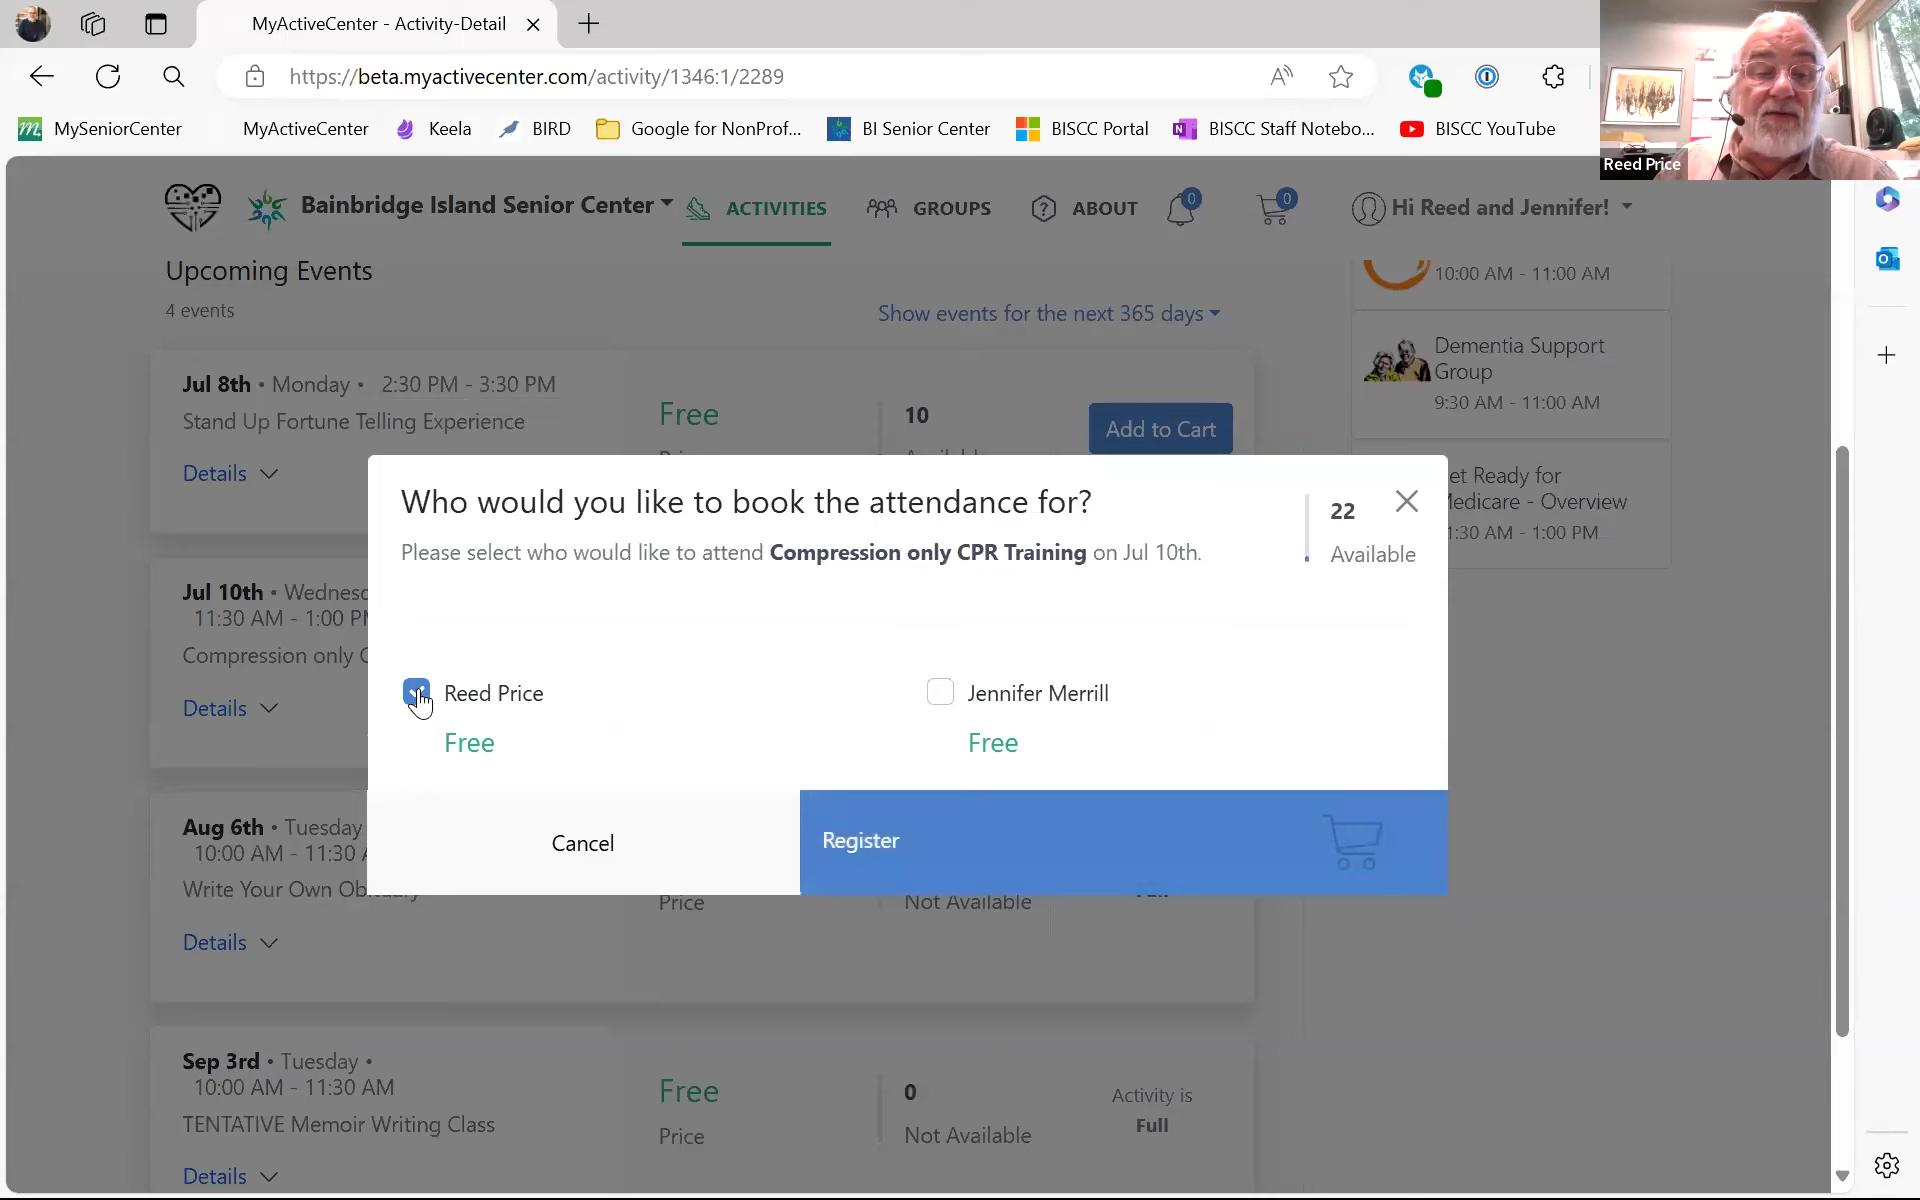 MyActiveCenter - Activity-Detail
https://beta.myactivecenter.com/activity/1346:1/2289
MySeniorCenter
MyActiveCenter
Keela
BIRD
Google for NonProf...
BI Senior Center
BISCC Portal
BISCC Staff Notebo...
BISCC YouTube
Reed Price
Bainbridge Island Senior Center
ACTIVITIES
GROUPS
ABOUT
0
0
Hi Reed and Jennifer!
Upcoming Events
4 events
Show events for the next 365 days
10:00 AM - 11:00 AM
Dementia Support
Group
9:30 AM - 11:00 AM
et Ready for
Medicare - Overview
1:30 AM - 1:00 PM
Jul 8th • Monday • 2:30 PM - 3:30 PM
Stand Up Fortune Telling Experience
Details
Free
10
Add to Cart
Who would you like to book the attendance for?
Please select who would like to attend Compression only CPR Training on Jul 10th.
22
Available
Reed Price
Free
Jennifer Merrill
Free
Cancel
Register
Jul 10th • Wednesd
11:30 AM - 1:00 PM
Compression only C
Details
Aug 6th • Tuesday
10:00 AM - 11:30 A
Write Your Own Obituary
Details
Price
Not Available
Full
Sep 3rd • Tuesday •
10:00 AM - 11:30 AM
TENTATIVE Memoir Writing Class
Details
Free
Price
0
Not Available
Activity is
Full